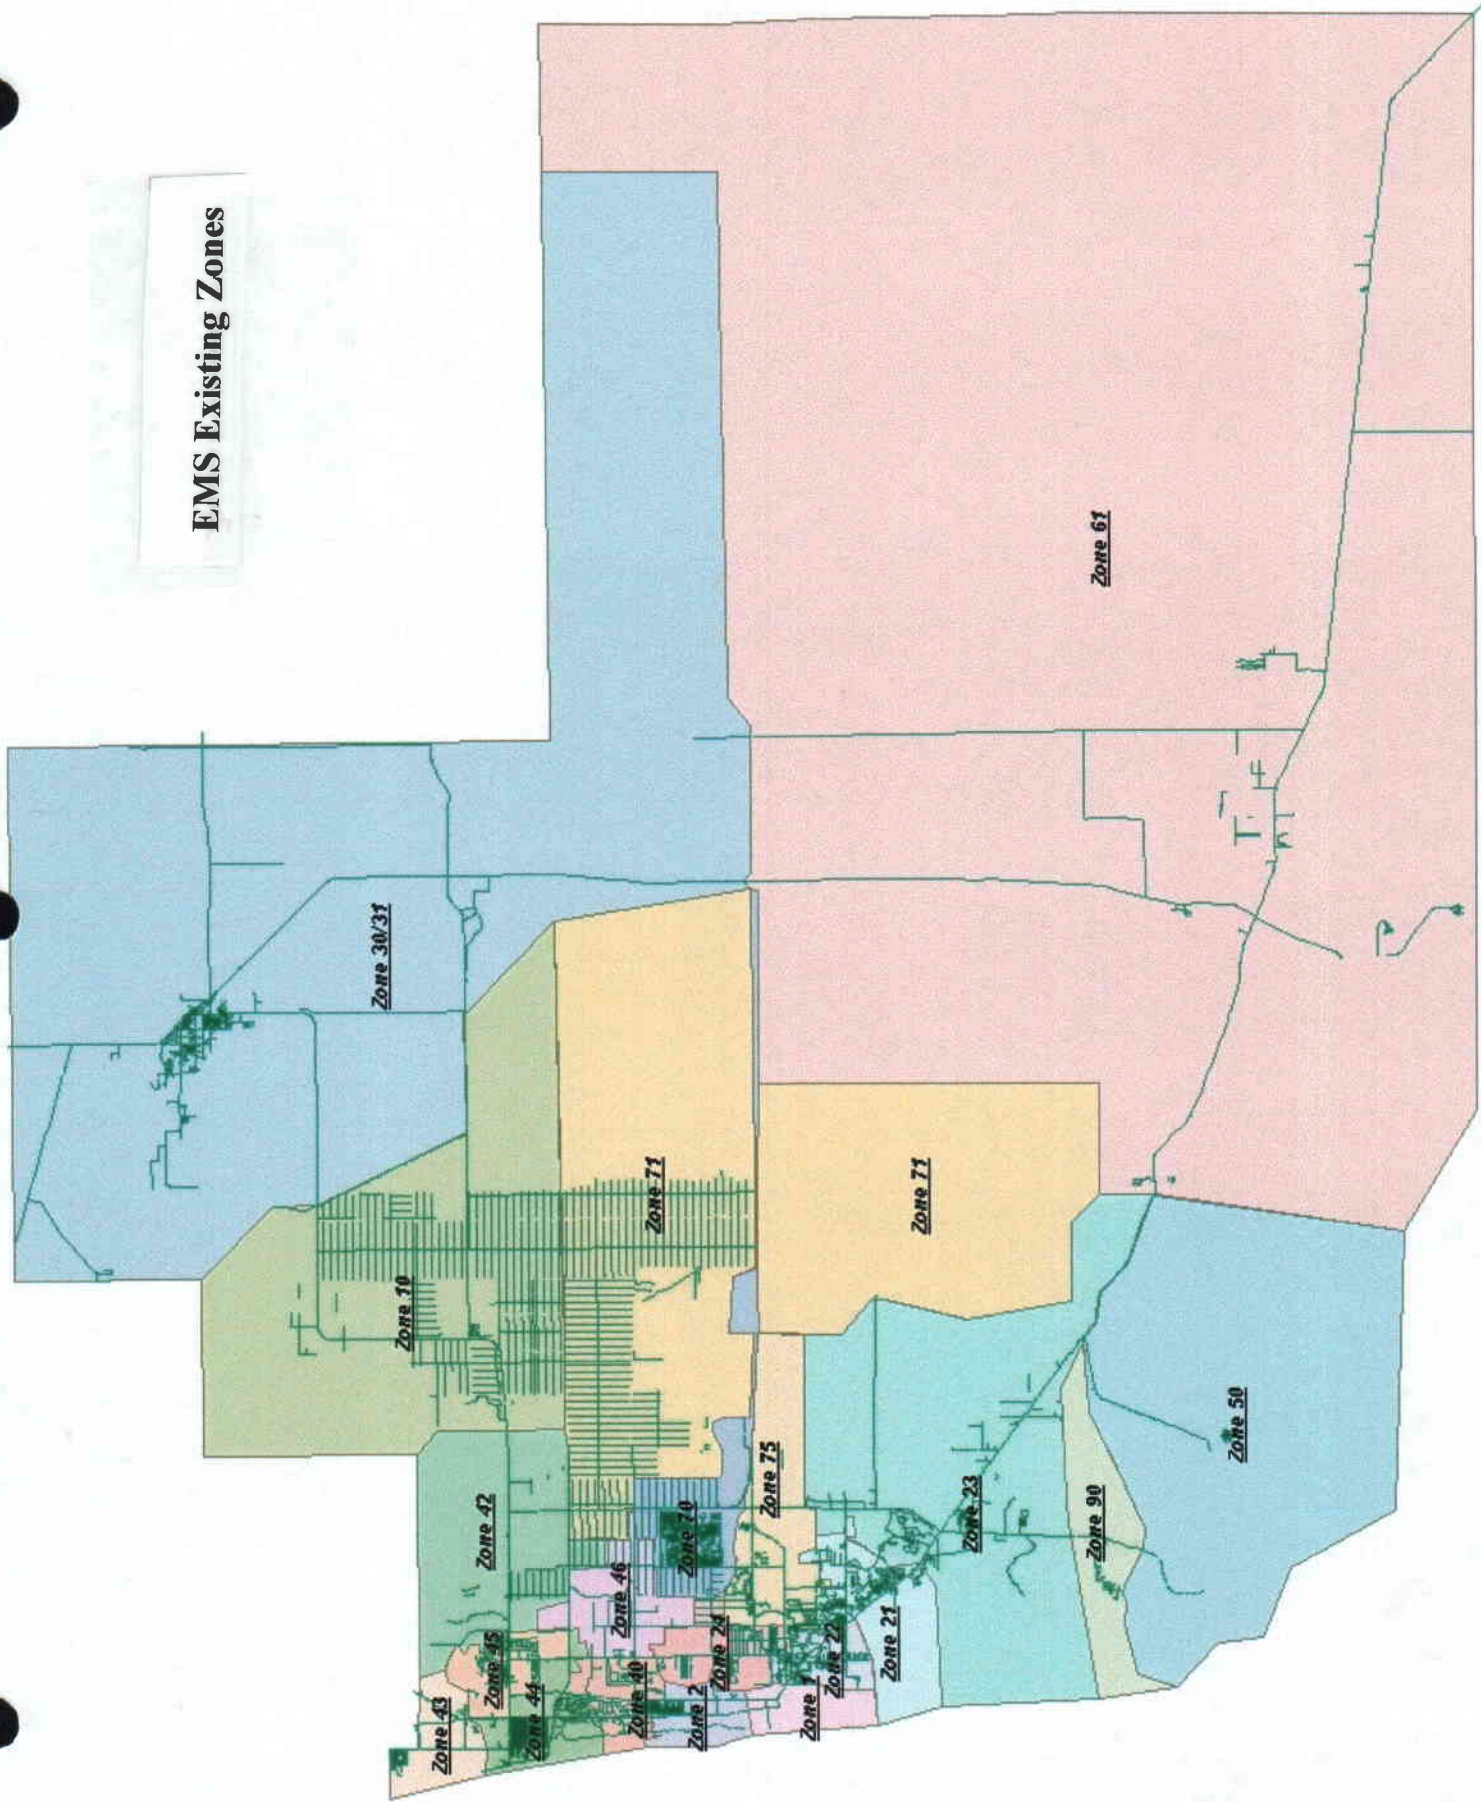 EMS Existing Zones
Zone 43
Zone 45
Zone 44
Zone 42
Zone 10
Zone 30/31
Zone 40
Zone 46
Zone 71
Zone 2
Zone 24
Zone 70
Zone 75
Zone 1
Zone 22
Zone 21
Zone 71
Zone 23
Zone 90
Zone 50
Zone 61